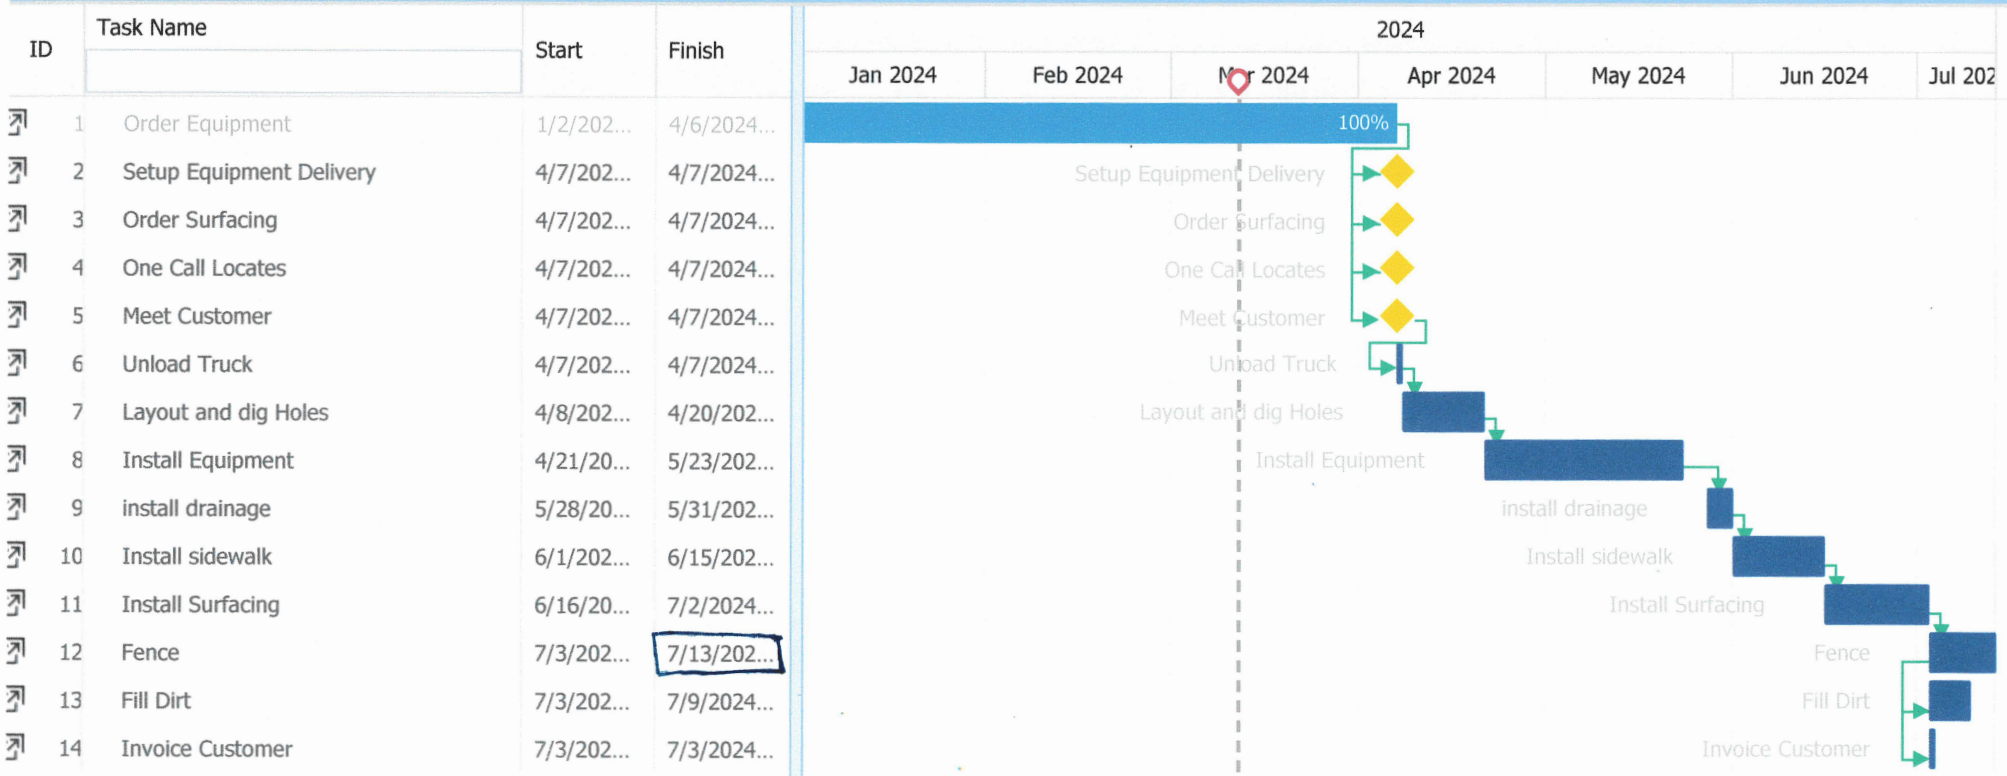 2024
ID Task Name Start Finish
Jan 2024 Feb 2024 Mar 2024 Apr 2024 May 2024 Jun 2024 Jul 202
1 Order Equipment 1/2/202... 4/6/2024... 100%
2 Setup Equipment Delivery 4/7/202... 4/7/2024... Setup Equipment Delivery
3 Order Surfacing 4/7/202... 4/7/2024... Order Surfacing
4 One Call Locates 4/7/202... 4/7/2024... One Call Locates
5 Meet Customer 4/7/202... 4/7/2024... Meet Customer
6 Unload Truck 4/7/202... 4/7/2024... Unload Truck
7 Layout and dig Holes 4/8/202... 4/20/202... Layout and dig Holes
8 Install Equipment 4/21/20... 5/23/202... Install Equipment
9 install drainage 5/28/20... 5/31/202... install drainage
10 Install sidewalk 6/1/202... 6/15/202... Install sidewalk
11 Install Surfacing 6/16/20... 7/2/2024... Install Surfacing
12 Fence 7/3/202... 7/13/202... Fence
13 Fill Dirt 7/3/202... 7/9/2024... Fill Dirt
14 Invoice Customer 7/3/202... 7/3/2024... Invoice Customer